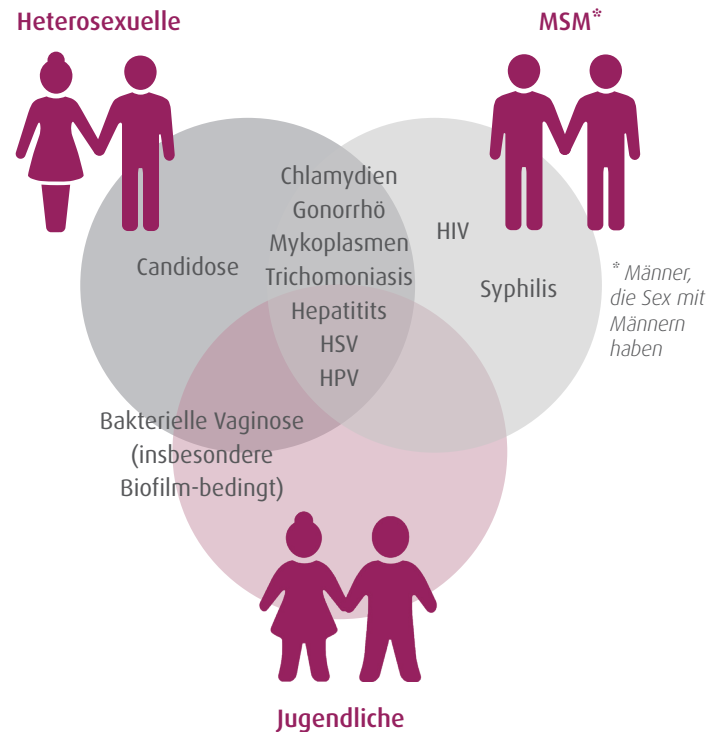 Heterosexuelle
MSM*
Chlamydien
Gonorrhö
Mykoplasmen
Trichomoniasis
Hepatitits
HSV
HPV
Candidose
HIV
Syphilis
* Männer,
die Sex mit
Männern
haben
Bakterielle Vaginose
(insbesondere
Biofilm-bedingt)
Jugendliche